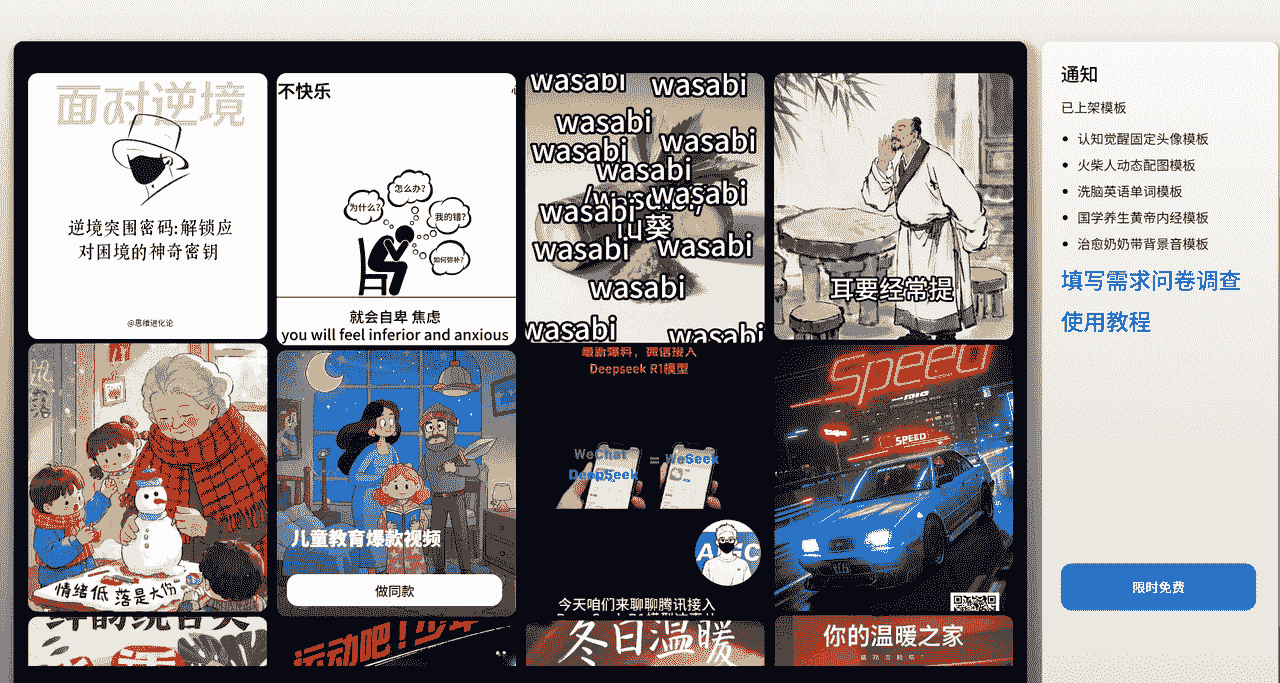 面对逆境
逆境突围密码:解锁应
对困境的神奇密钥
@思维进化论
不快乐
怎么办?
为什么?
我的错?
如何弥补?
就会自卑 焦虑
you will feel inferior and anxious
wasabi
wasabi
wasabi
wasabi
wasabi
wasabi
wasabi
wasabi
山葵
wasabi
wasabi
wasabi
wasabi
wasabi
耳要经常提
情绪低落是大伤
儿童教育爆款视频
做同款
最新爆料，微信接入
Deepseek R1模型
WeChat
DeepSeek
= WeSeek
今天咱们来聊聊腾讯接入
Speed
SPEED
运动吧！少年
冬日温暖
你的温暖之家
通知
已上架模板
认知觉醒固定头像模板
火柴人动态配图模板
洗脑英语单词模板
国学养生黄帝内经模板
治愈奶奶带背景音模板
填写需求问卷调查
使用教程
限时免费